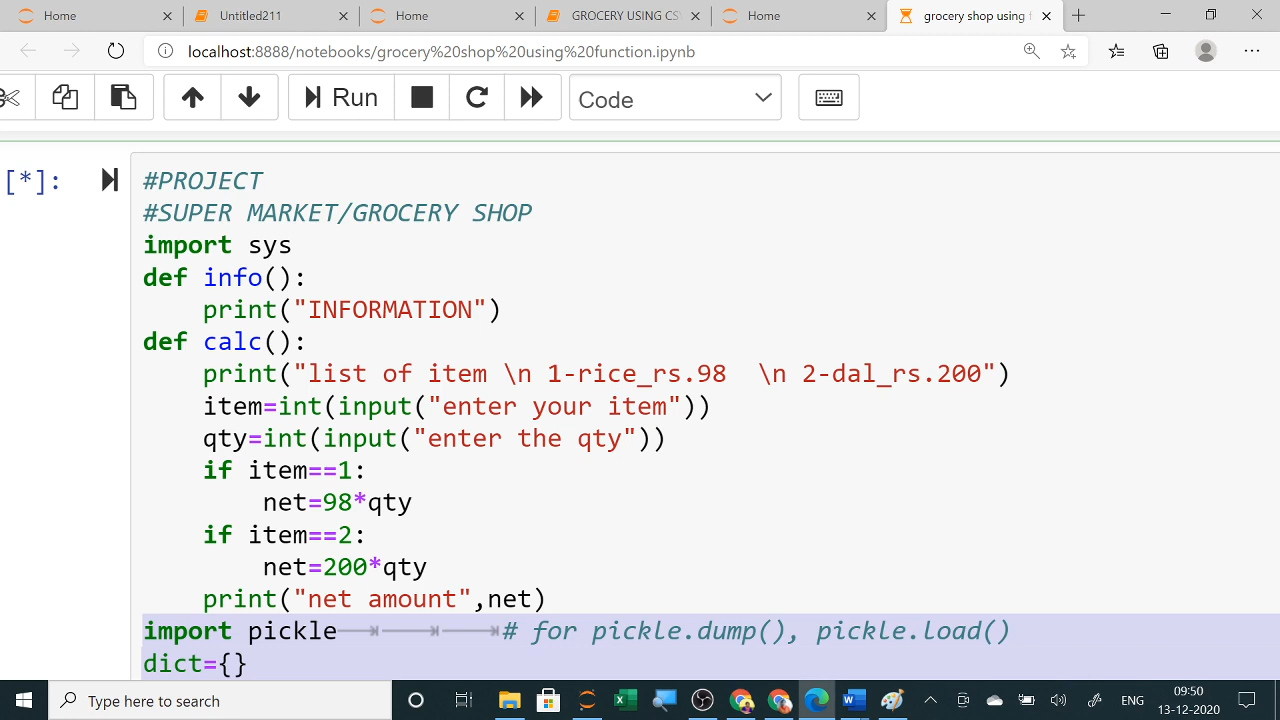 Home
Untitled211
Home
GROCERY USING CS
Home
grocery shop using f
localhost:8888/notebooks/grocery%20shop%20using%20function.ipynb
Run
Code
[*]:
#PROJECT
#SUPER MARKET/GROCERY SHOP
import sys
def info():
    print("INFORMATION")
def calc():
    print("list of item \n 1-rice_rs.98  \n 2-dal_rs.200")
    item=int(input("enter your item"))
    qty=int(input("enter the qty"))
    if item==1:
        net=98*qty
    if item==2:
        net=200*qty
    print("net amount",net)
import pickle # for pickle.dump(), pickle.load()
dict={}
Type here to search
ENG
09:50
13-12-2020